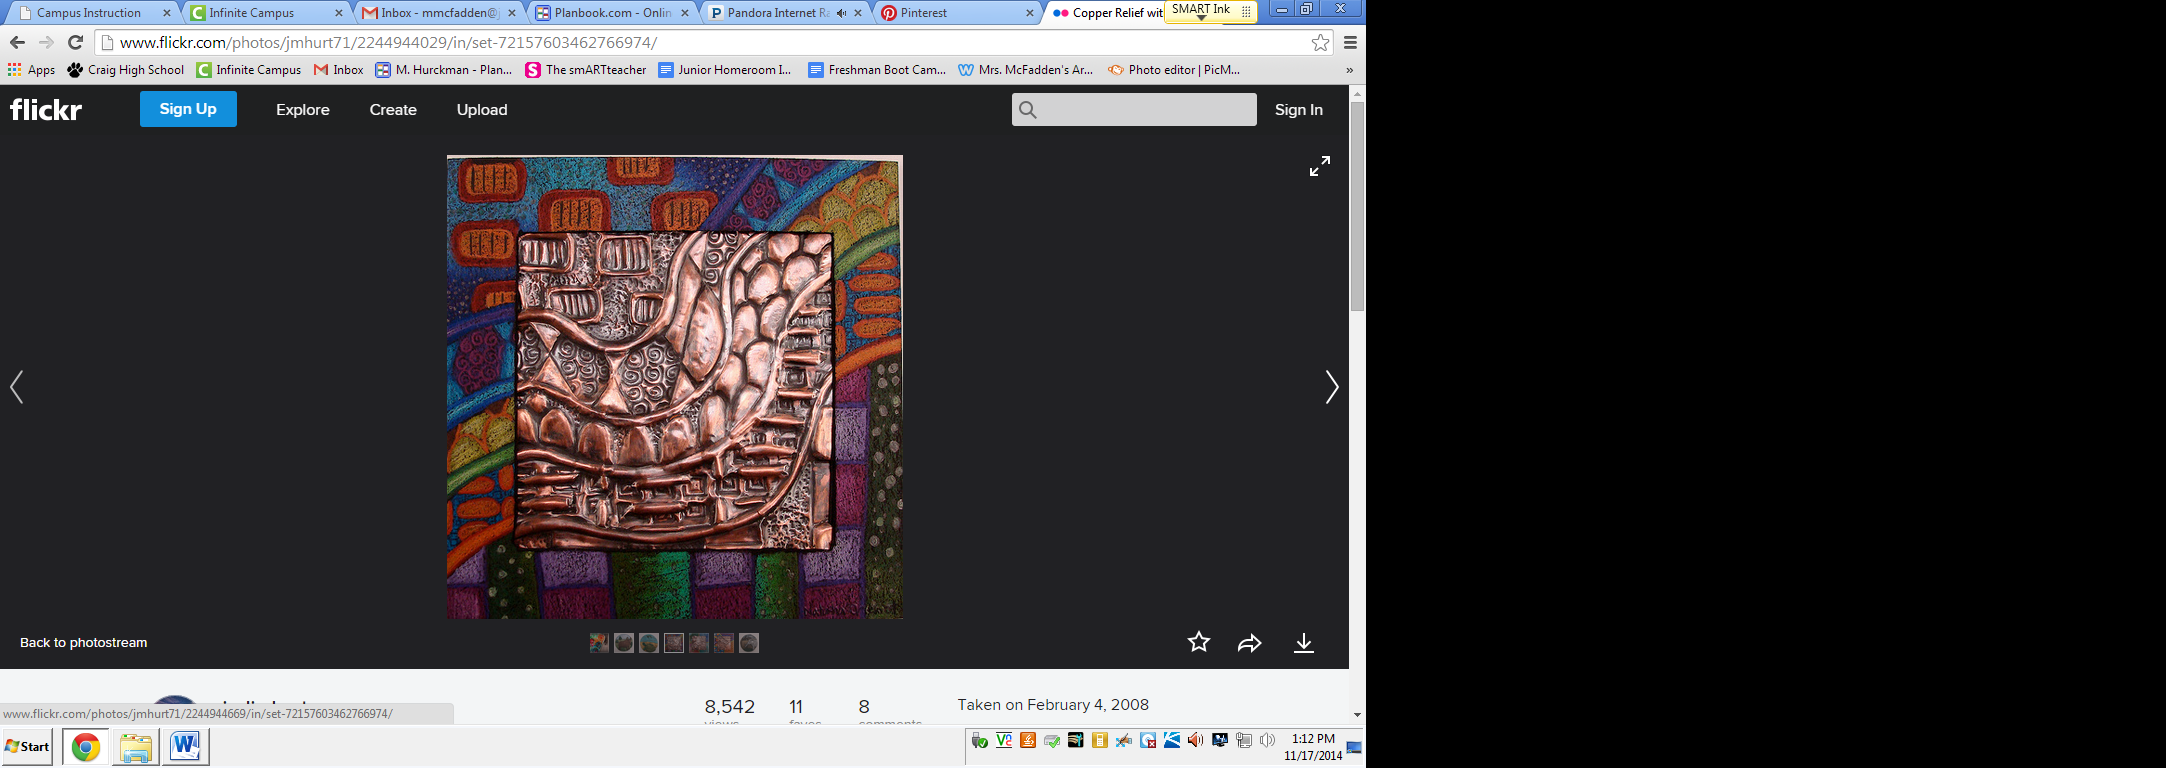 Campus Instruction
Infinite Campus
Inbox - mmcfadden@
Planbook.com - Onlin
Pandora Internet Ra
Pinterest
Copper Relief wit
SMART Ink
www.flickr.com/photos/jmhurt71/2244944029/in/set-72157603462766974/
Apps
Craig High School
Infinite Campus
Inbox
M. Hurckman - Plan...
The smARTteacher
Junior Homeroom I...
Freshman Boot Cam...
Mrs. McFadden's Ar...
Photo editor | PicM...
»
flickr
Sign Up
Explore
Create
Upload
Sign In
Back to photostream
8,542
views
11
faves
8
comments
Taken on February 4, 2008
www.flickr.com/photos/jmhurt71/2244944669/in/set-72157603462766974/
Start
1:12 PM
11/17/2014